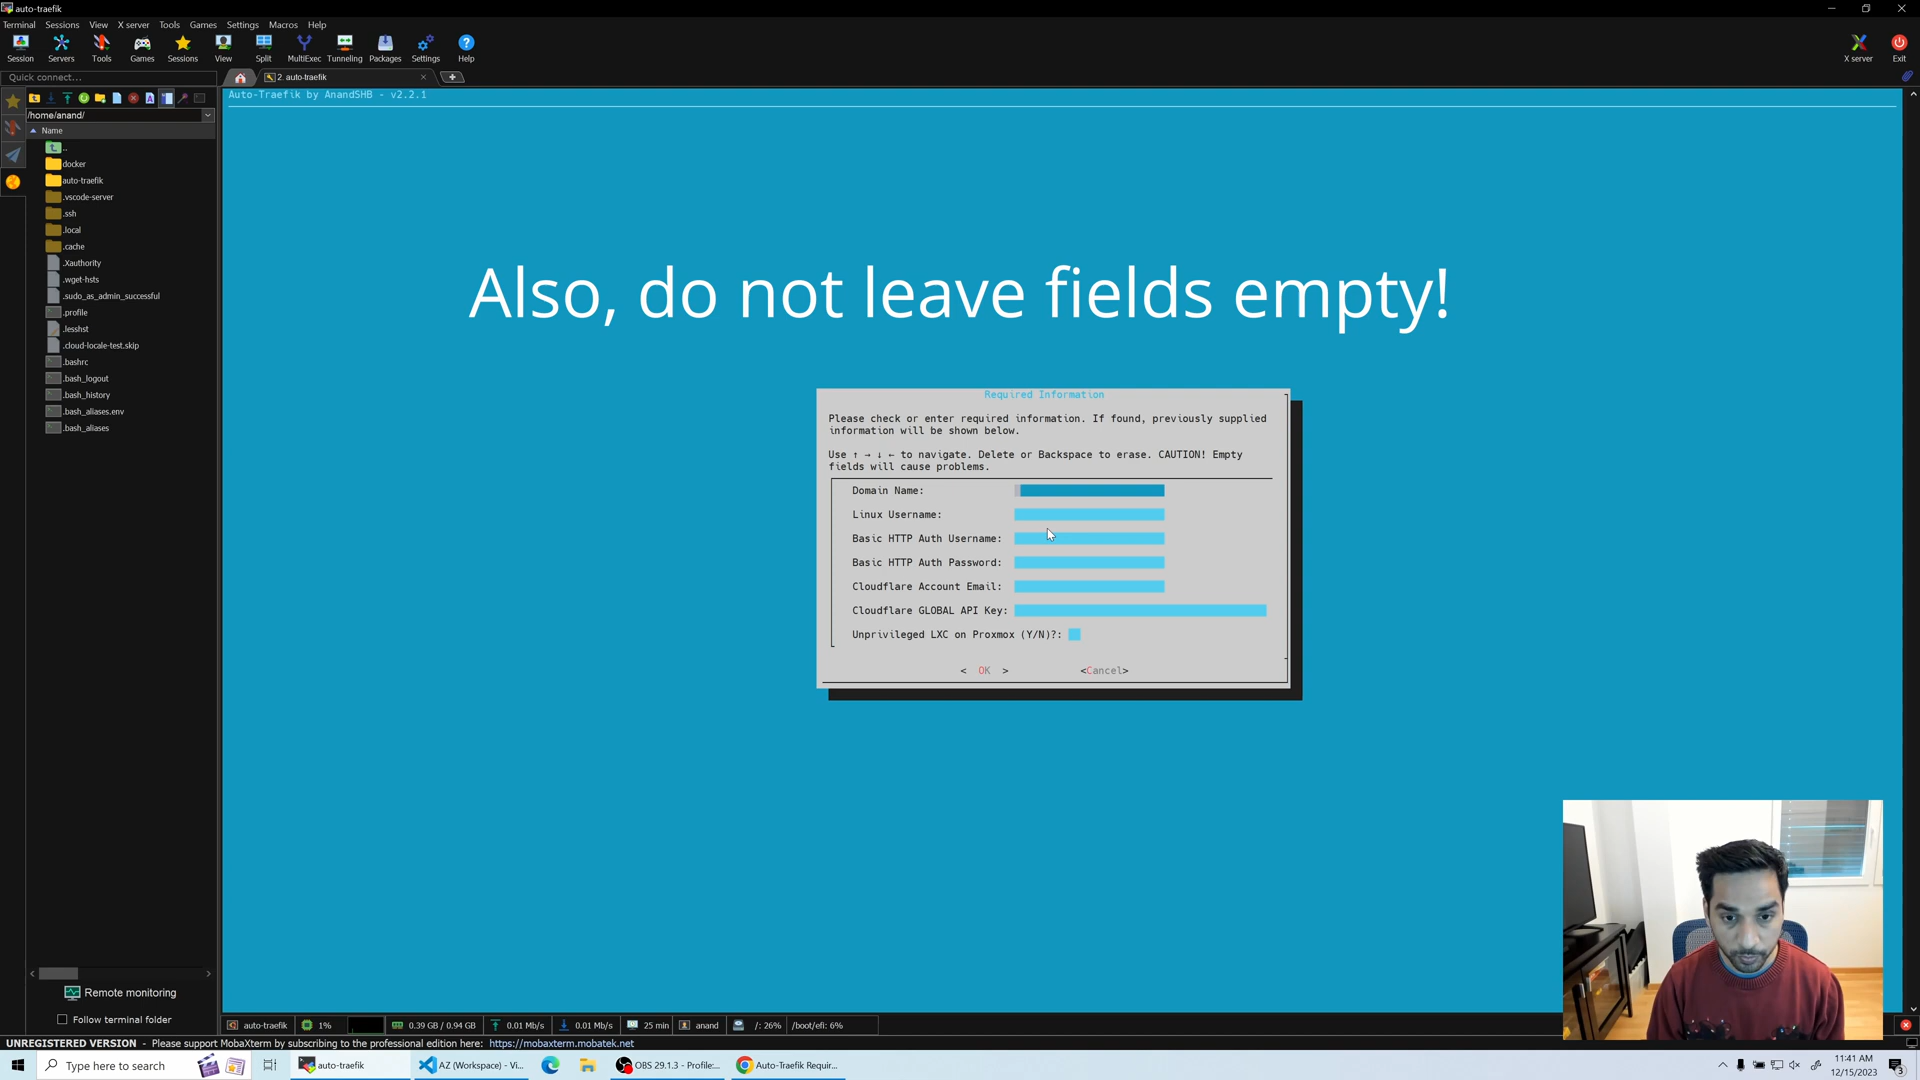 auto-traefik
Terminal Sessions View X server Tools Games Settings Macros Help
Session Servers Tools Games Sessions View Split MultiExec Tunneling Packages Settings Help X server Exit
Quick connect...
2. auto-traefik
/home/anand/
Name
..
docker
auto-traefik
.vscode-server
.ssh
.local
.cache
.Xauthority
.wget-hsts
.sudo_as_admin_successful
.profile
.lesshst
.cloud-locale-test.skip
.bashrc
.bash_logout
.bash_history
.bash_aliases.env
.bash_aliases
Remote monitoring
Follow terminal folder
Auto-Traefik by AnandSHB - v2.2.1
Also, do not leave fields empty!
Required Information
Please check or enter required information. If found, previously supplied
information will be shown below.
Use ↑ → ↓ ← to navigate. Delete or Backspace to erase. CAUTION! Empty
fields will cause problems.
Domain Name:
Linux Username:
Basic HTTP Auth Username:
Basic HTTP Auth Password:
Cloudflare Account Email:
Cloudflare GLOBAL API Key:
Unprivileged LXC on Proxmox (Y/N)?:
< OK > <Cancel>
auto-traefik 1% 0.39 GB / 0.94 GB 0.01 Mb/s 0.01 Mb/s 25 min anand /: 26% /boot/efi: 6%
UNREGISTERED VERSION - Please support MobaXterm by subscribing to the professional edition here: https://mobaxterm.mobatek.net
Type here to search auto-traefik AZ (Workspace) - Vi... OBS 29.1.3 - Profile:... Auto-Traefik Requir...
11:41 AM
12/15/2023
3